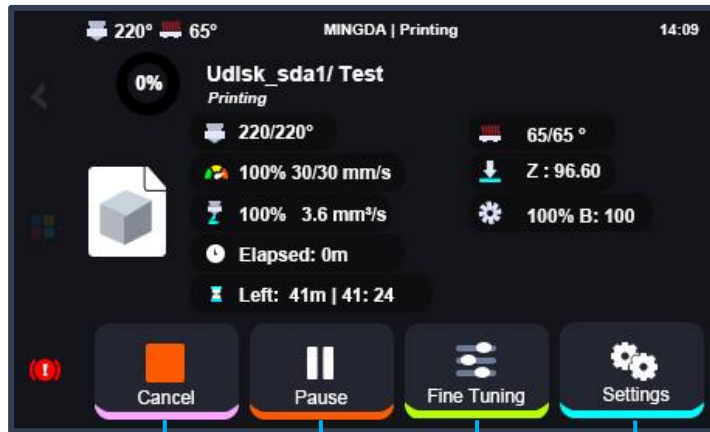 220° 65° MINGDA | Printing 14:09
0%
UdIsk_sda1/ Test
Printing
220/220° 65/65 °
100% 30/30 mm/s Z : 96.60
100% 3.6 mm³/s 100% B: 100
Elapsed: 0m
Left: 41m | 41: 24
Cancel Pause Fine Tuning Settings